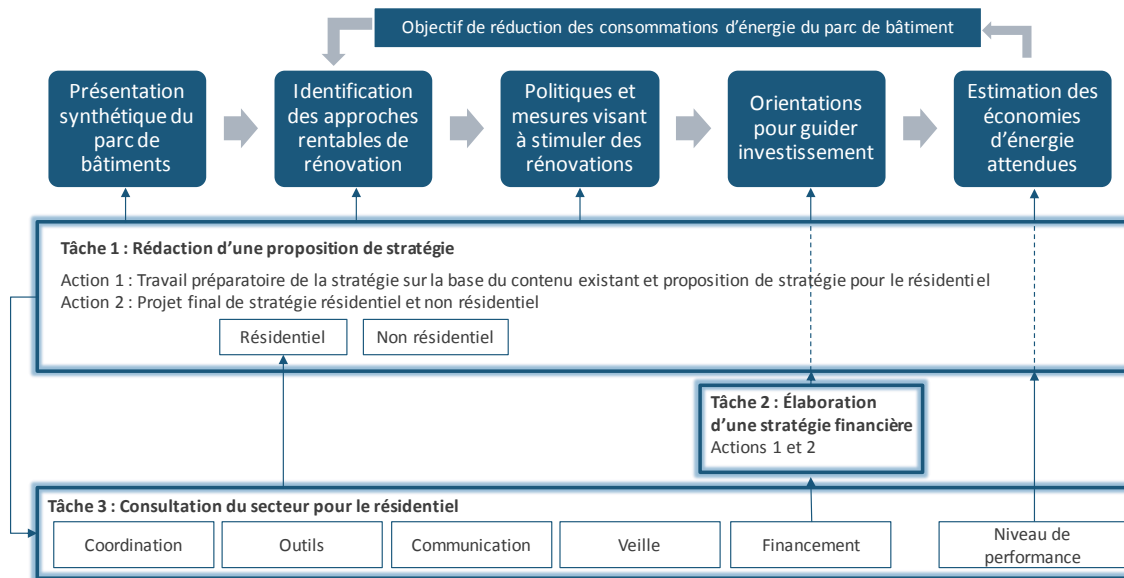 Objectif de réduction des consommations d'énergie du parc de bâtiment
Présentation
synthétique du
parc de
bâtiments
Identification
des approches
rentables de
rénovation
Politiques et
mesures visant
à stimuler des
rénovations
Orientations
pour guider
investissement
Estimation des
économies
d'énergie
attendues
Tâche 1 : Rédaction d'une proposition de stratégie
Action 1 : Travail préparatoire de la stratégie sur la base du contenu existant et proposition de stratégie pour le résidentiel
Action 2 : Projet final de stratégie résidentiel et non résidentiel
Résidentiel
Non résidentiel
Tâche 2 : Élaboration
d'une stratégie financière
Actions 1 et 2
Tâche 3 : Consultation du secteur pour le résidentiel
Coordination
Outils
Communication
Veille
Financement
Niveau de
performance